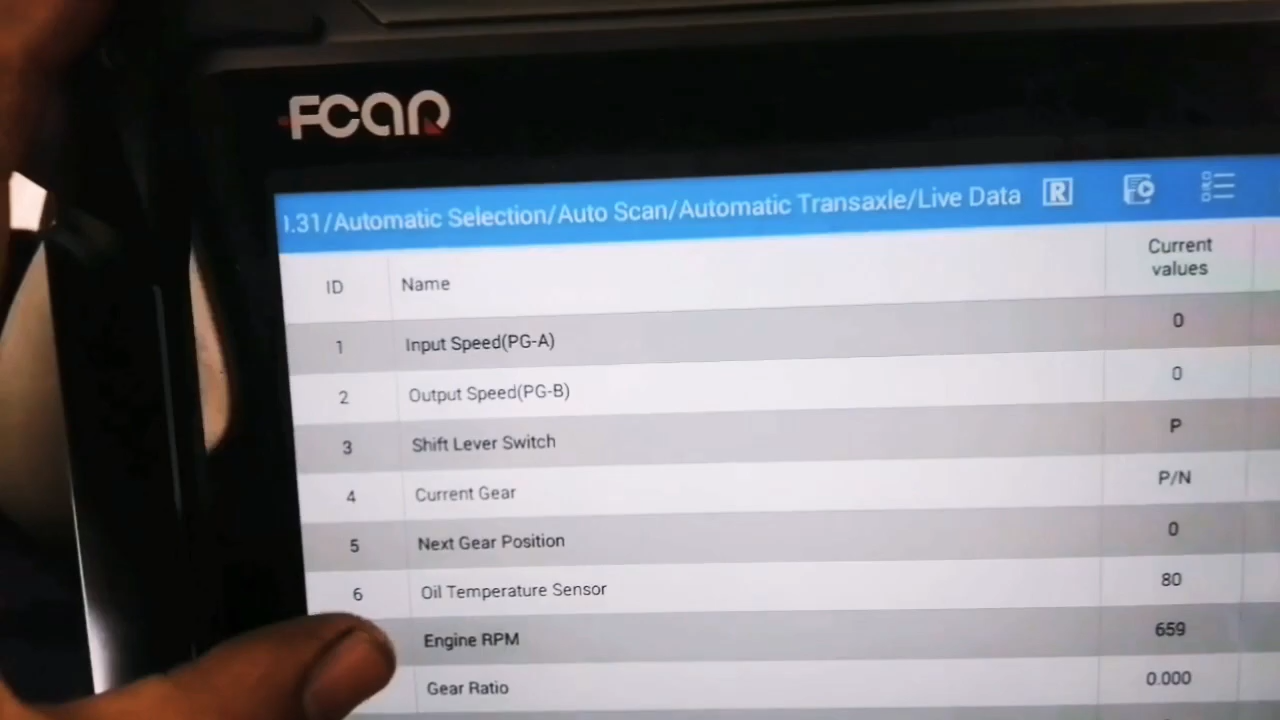 FCAR
.31/Automatic Selection/Auto Scan/Automatic Transaxle/Live Data R
ID Name Current values
1 Input Speed(PG-A) 0
2 Output Speed(PG-B) 0
3 Shift Lever Switch P
4 Current Gear P/N
5 Next Gear Position 0
6 Oil Temperature Sensor 80
Engine RPM 659
Gear Ratio 0.000